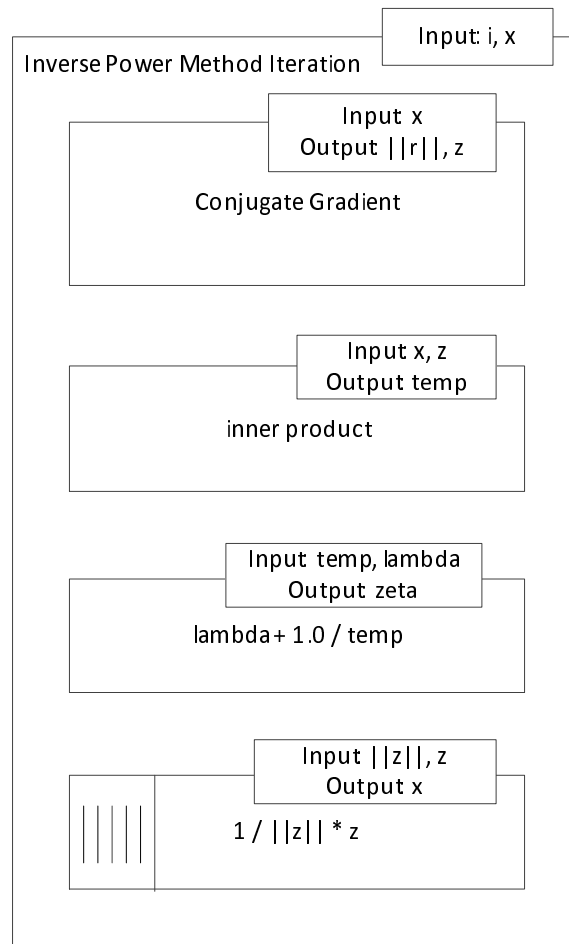 Input: i, x
Inverse Power Method Iteration
Input x
Output ||r||, z
Conjugate Gradient
Input x, z
Output temp
inner product
Input temp, lambda
Output zeta
lambda + 1.0 / temp
Input ||z||, z
Output x
1 / ||z|| * z